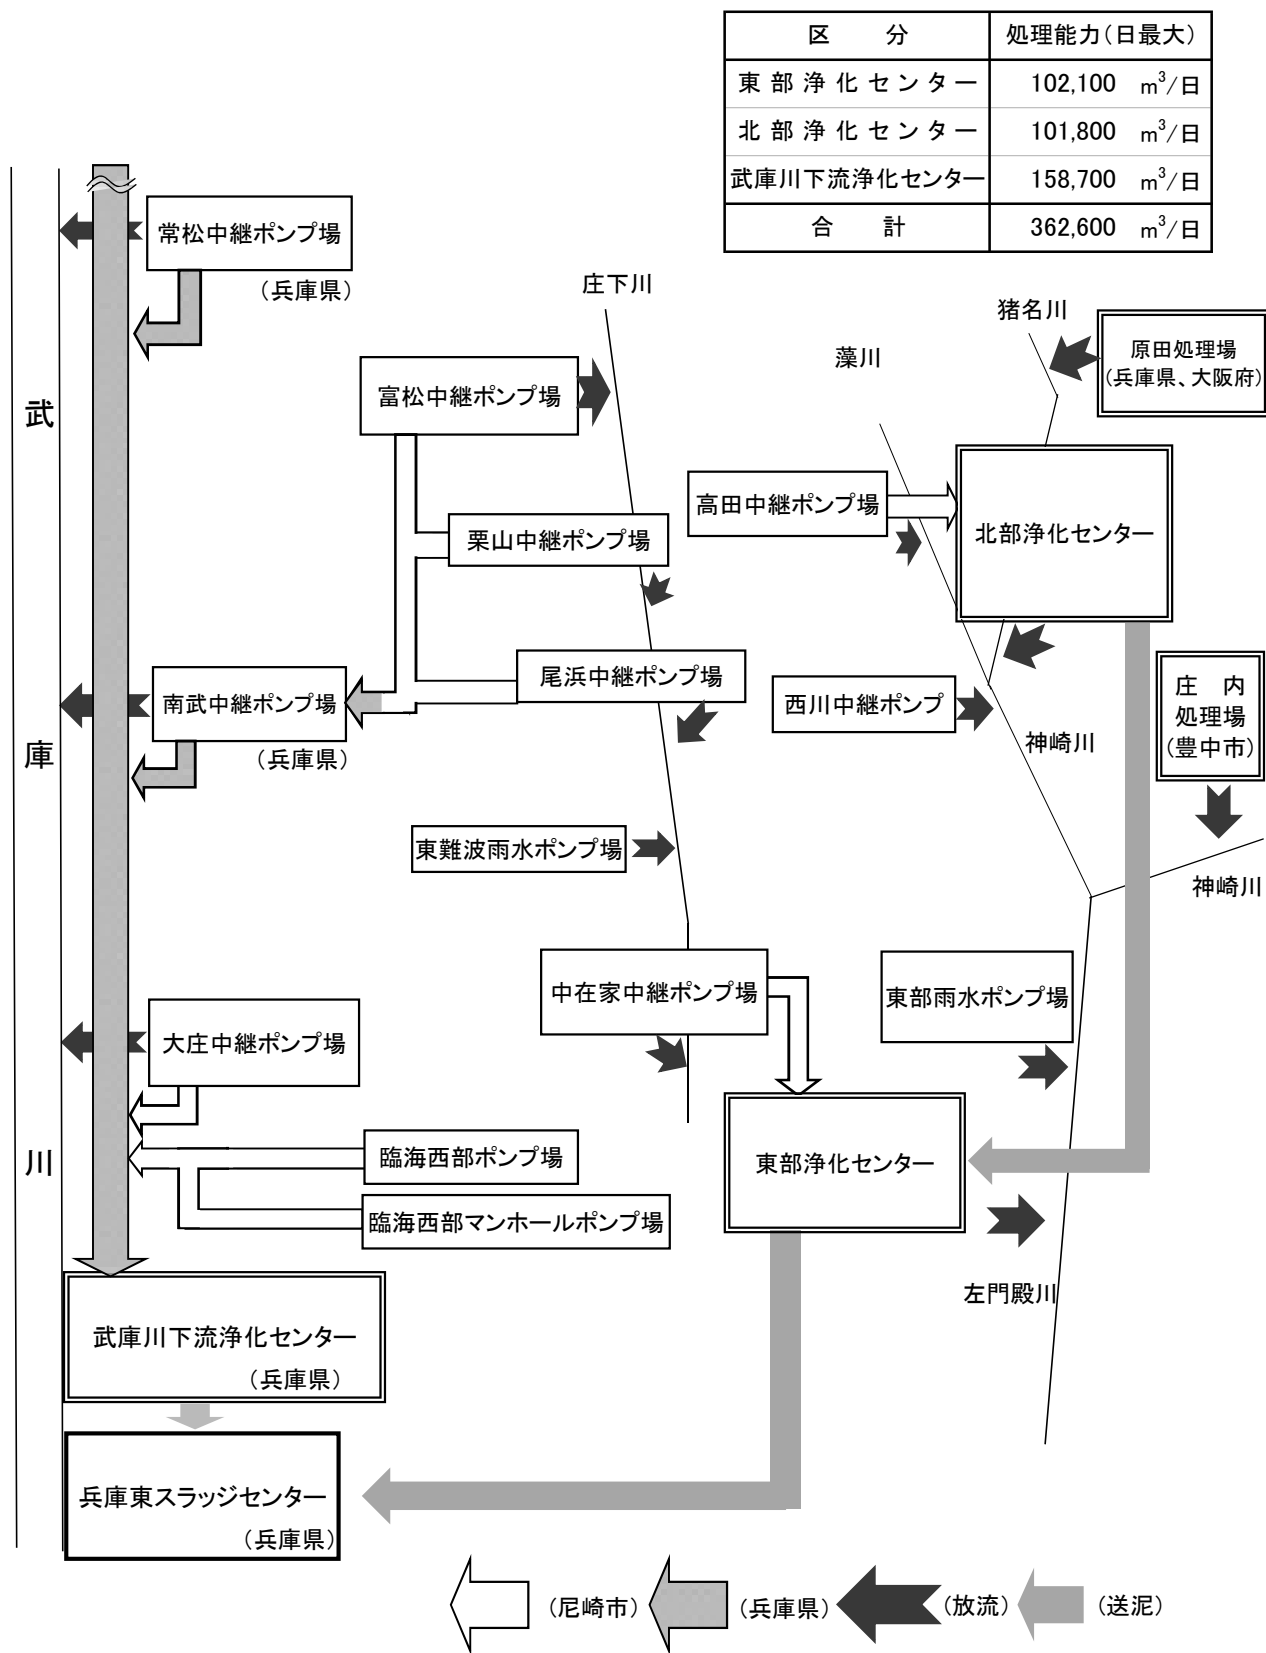 区　　分　処理能力(日最大)
東部浄化センター　102,100　m³/日
北部浄化センター　101,800　m³/日
武庫川下流浄化センター　158,700　m³/日
合　　計　362,600　m³/日
常松中継ポンプ場
（兵庫県）
庄下川
猪名川
藻川
原田処理場
(兵庫県、大阪府)
富松中継ポンプ場
武
庫
川
高田中継ポンプ場
北部浄化センター
栗山中継ポンプ場
尾浜中継ポンプ場
南武中継ポンプ場
（兵庫県）
西川中継ポンプ
庄　内
処理場
(豊中市)
神崎川
東難波雨水ポンプ場
神崎川
中在家中継ポンプ場
東部雨水ポンプ場
大庄中継ポンプ場
臨海西部ポンプ場
東部浄化センター
臨海西部マンホールポンプ場
左門殿川
武庫川下流浄化センター
（兵庫県）
兵庫東スラッジセンター
（兵庫県）
（尼崎市）
（兵庫県）
（放流）
（送泥）